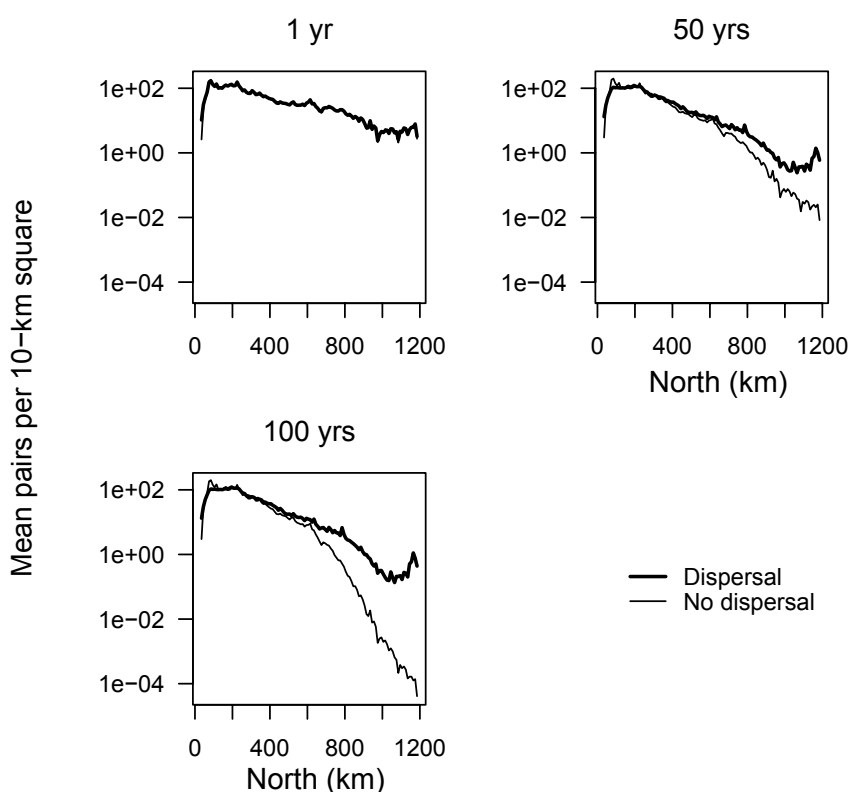 1 yr
50 yrs
Mean pairs per 10−km square
1e+02
1e+00
1e−02
1e−04
0 400 800 1200
1e+02
1e+00
1e−02
1e−04
0 400 800 1200
North (km)
100 yrs
1e+02
1e+00
1e−02
1e−04
0 400 800 1200
North (km)
Dispersal
No dispersal